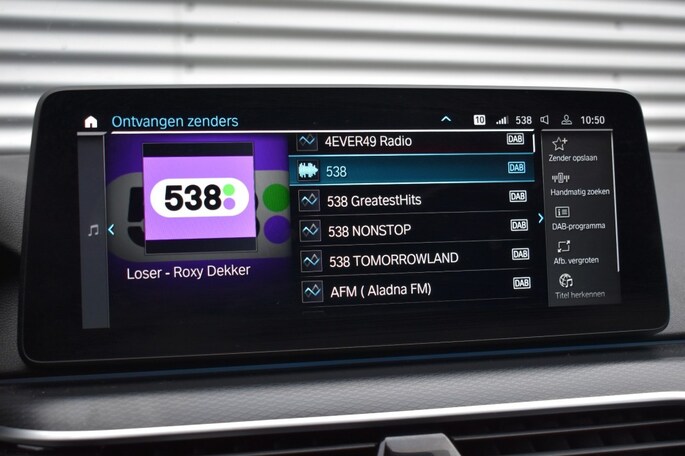 Ontvangen zenders
10
538
10:50
4EVER49 Radio
DAB
538
DAB
538 GreatestHits
DAB
538 NONSTOP
DAB
538 TOMORROWLAND
DAB
AFM ( Aladna FM)
DAB
538
Loser - Roxy Dekker
Zender opslaan
Handmatig zoeken
DAB-programma
Afb. vergroten
Titel herkennen